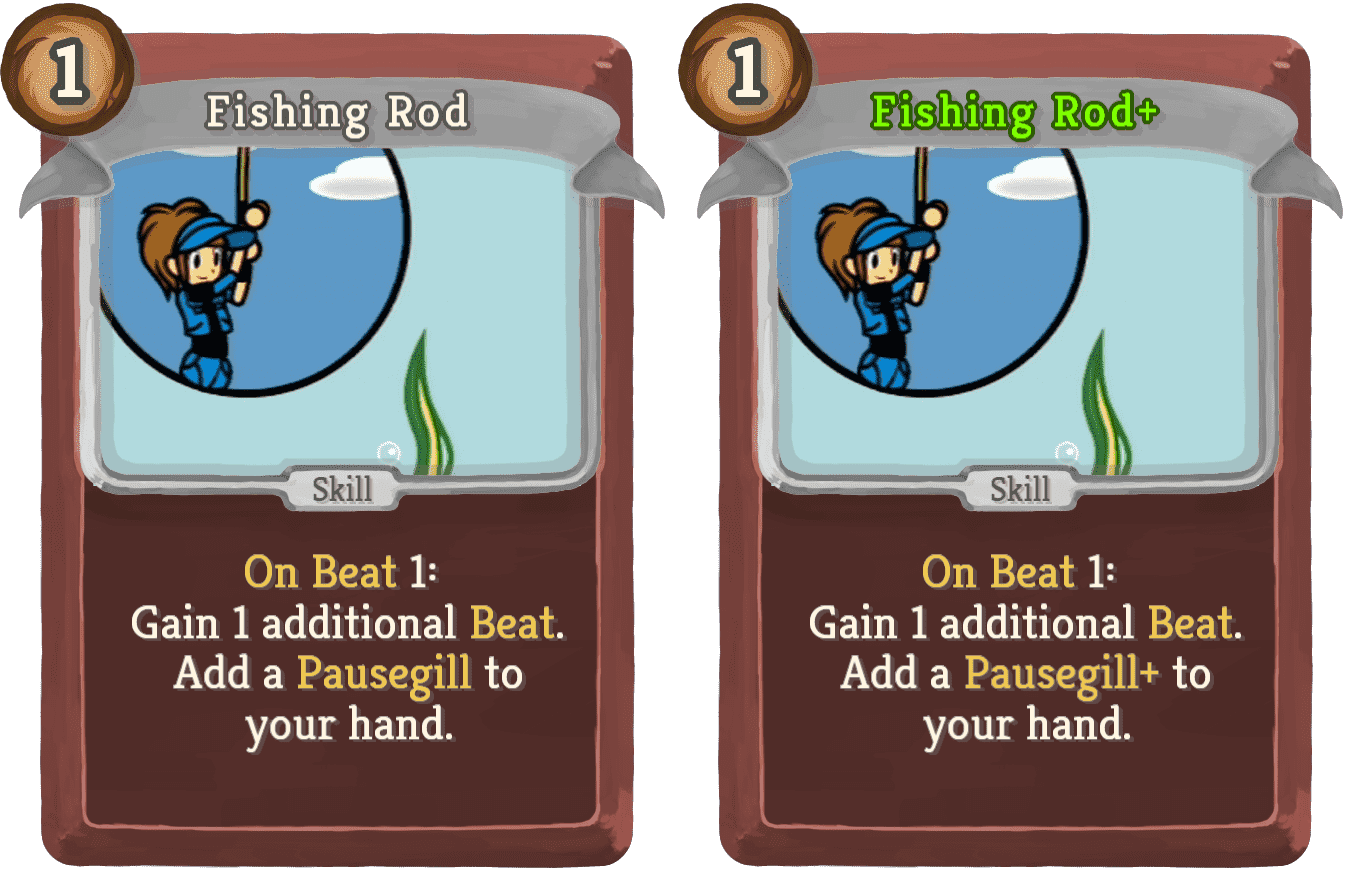 1
Fishing Rod
Skill
On Beat 1:
Gain 1 additional Beat.
Add a Pausegill to
your hand.
1
Fishing Rod+
Skill
On Beat 1:
Gain 1 additional Beat.
Add a Pausegill+ to
your hand.